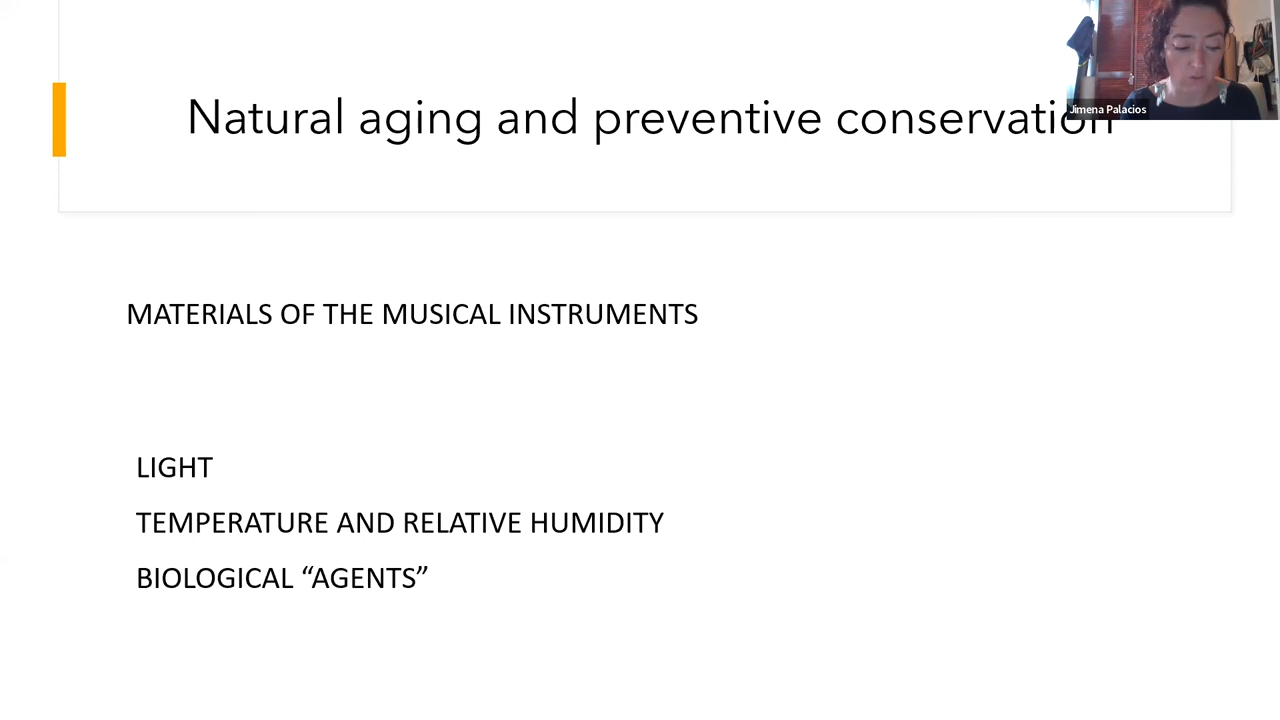 Natural aging and preventive conservation
Jimena Palacios
MATERIALS OF THE MUSICAL INSTRUMENTS
LIGHT
TEMPERATURE AND RELATIVE HUMIDITY
BIOLOGICAL “AGENTS”